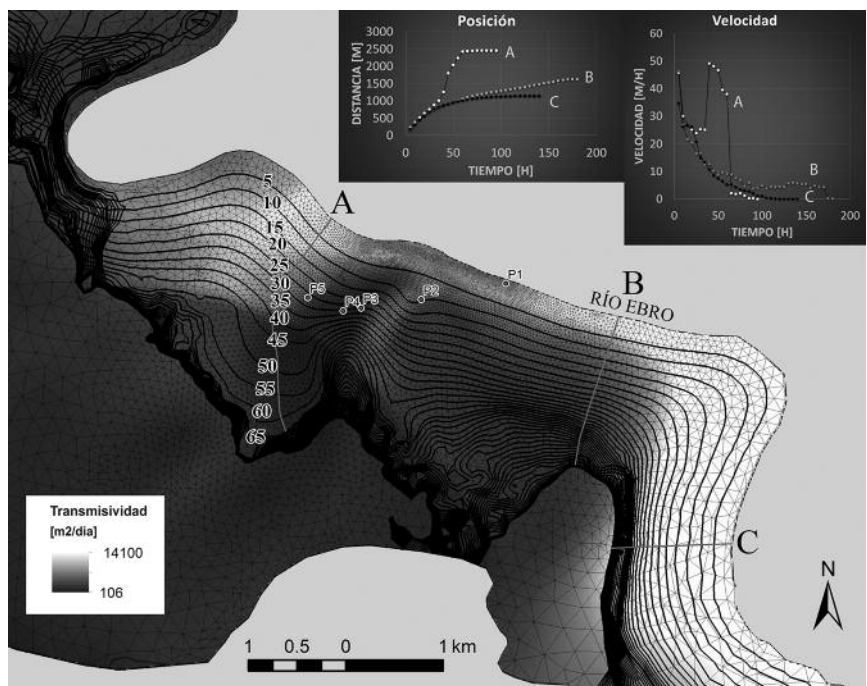 Posición
DISTANCIA [M]
3000
2500
2000
1500
1000
500
0
A
B
C
0 50 100 150 200
TIEMPO [H]
Velocidad
VELOCIDAD [M/H]
60
50
40
30
20
10
0
A
B
C
0 50 100 150 200
TIEMPO [H]
5
10
15
20
25
30
35
40
45
50
55
60
65
A
P1
P2
P3
P4
P5
B
RÍO EBRO
C
Transmisividad
[m2/dia]
14100
106
N
1 0.5 0 1 km